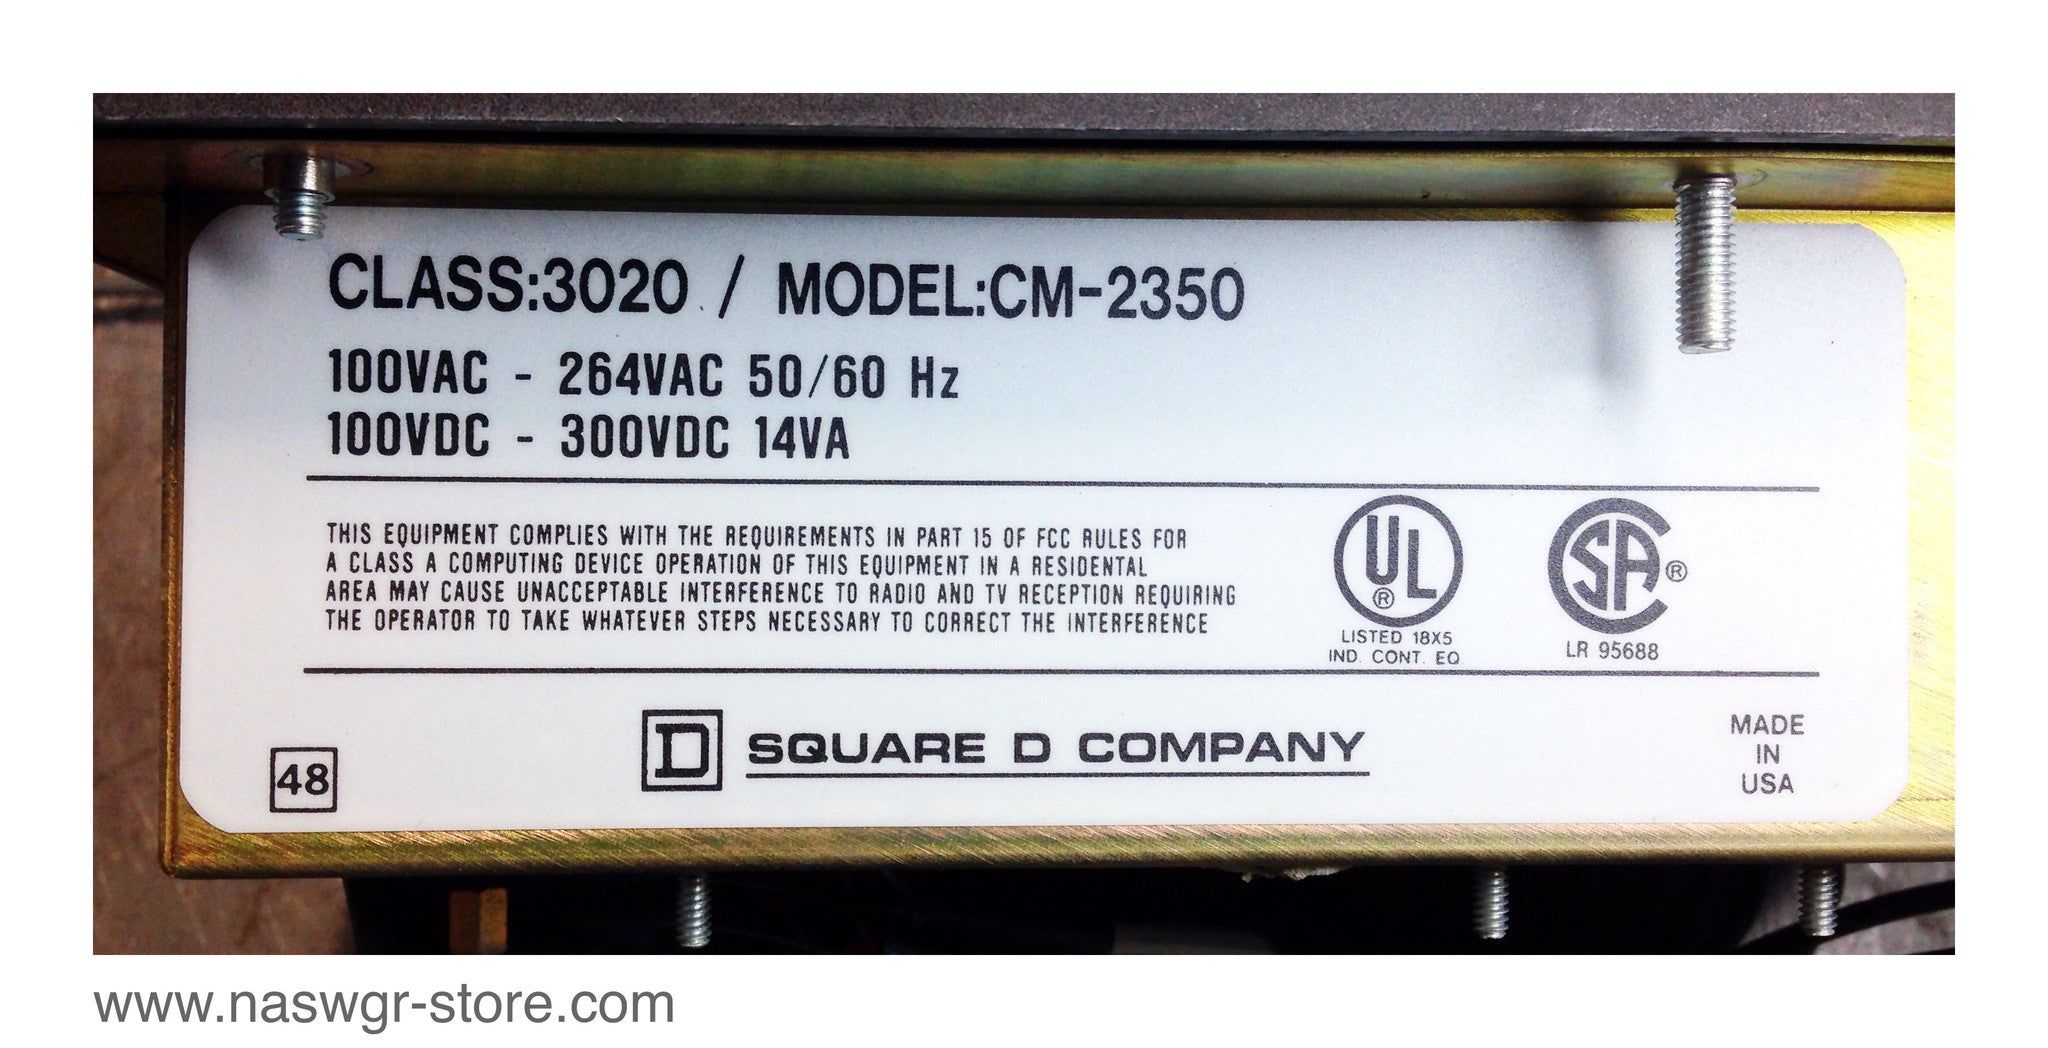 CLASS:3020 / MODEL:CM-2350
100VAC - 264VAC 50/60 Hz
100VDC - 300VDC 14VA
THIS EQUIPMENT COMPLIES WITH THE REQUIREMENTS IN PART 15 OF FCC RULES FOR
A CLASS A COMPUTING DEVICE OPERATION OF THIS EQUIPMENT IN A RESIDENTAL
AREA MAY CAUSE UNACCEPTABLE INTERFERENCE TO RADIO AND TV RECEPTION REQUIRING
THE OPERATOR TO TAKE WHATEVER STEPS NECESSARY TO CORRECT THE INTERFERENCE
UL ®
LISTED 18X5
IND. CONT. EQ
CSA ®
LR 95688
48
D SQUARE D COMPANY
MADE
IN
USA
www.naswgr-store.com